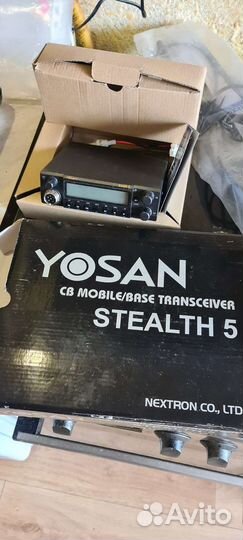 YOSAN
CB MOBILE/BASE TRANSCEIVER
STEALTH 5
NEXTRON CO., LTD
Avito